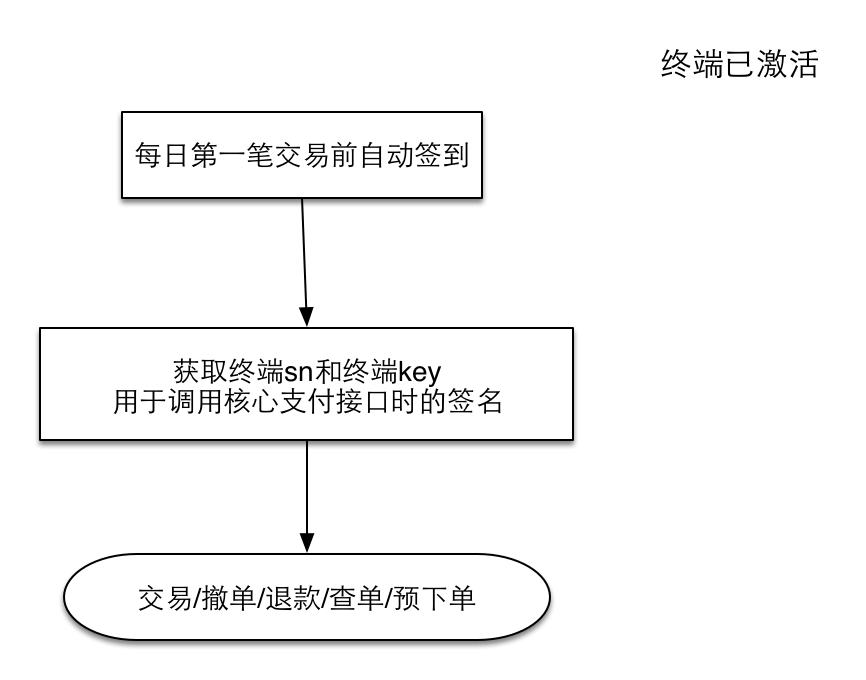 终端已激活
每日第一笔交易前自动签到
获取终端sn和终端key
用于调用核心支付接口时的签名
交易/撤单/退款/查单/预下单